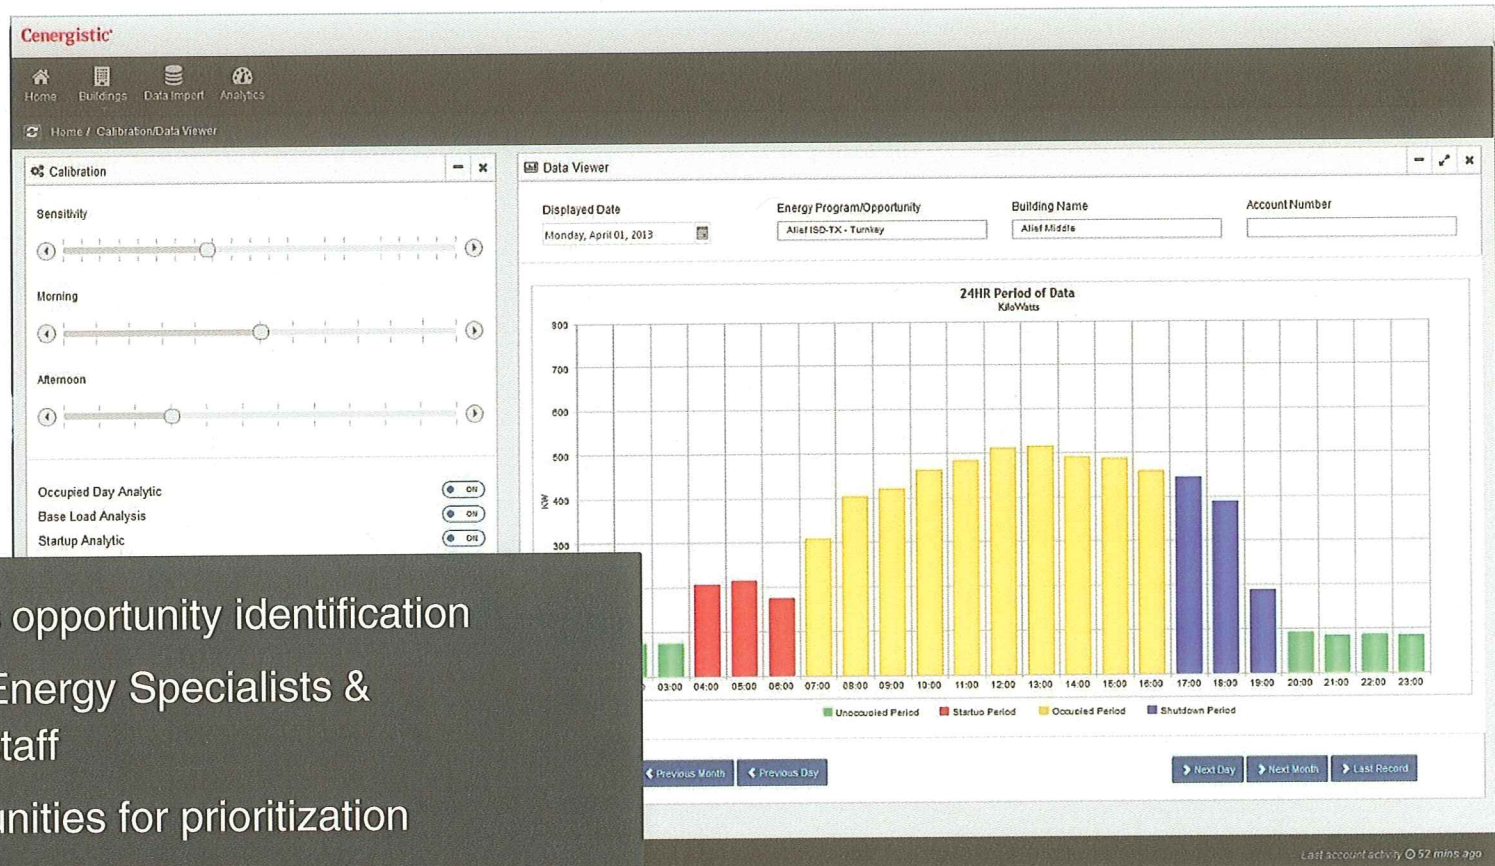 Cenergistic
Home Buildings Data Import Analytics
Home / Calibration/Data Viewer
Calibration
Sensitivity
Morning
Afternoon
Occupied Day Analytic ON
Base Load Analysis ON
Startup Analytic ON
Data Viewer
Displayed Date Energy Program/Opportunity Building Name Account Number
Monday, April 01, 2013 Alief ISD-TX - Turnkey Alief Middle
24HR Period of Data
KiloWatts
800
700
600
500
400
300
KW
03:00 04:00 05:00 06:00 07:00 08:00 09:00 10:00 11:00 12:00 13:00 14:00 15:00 16:00 17:00 18:00 19:00 20:00 21:00 22:00 23:00
Unoccupied Period Startup Period Occupied Period Shutdown Period
Previous Month Previous Day Next Day Next Month Last Record
opportunity identification
Energy Specialists &
taff
unities for prioritization
Last account activity 52 mins ago